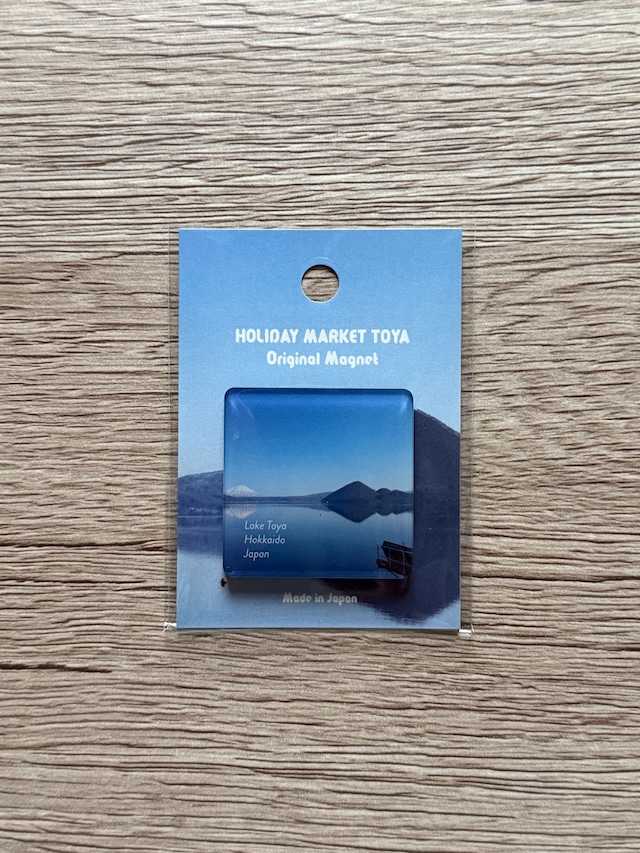 HOLIDAY MARKET TOYA
Original Magnet
Lake Toya
Hokkaido
Japan
Made in Japan